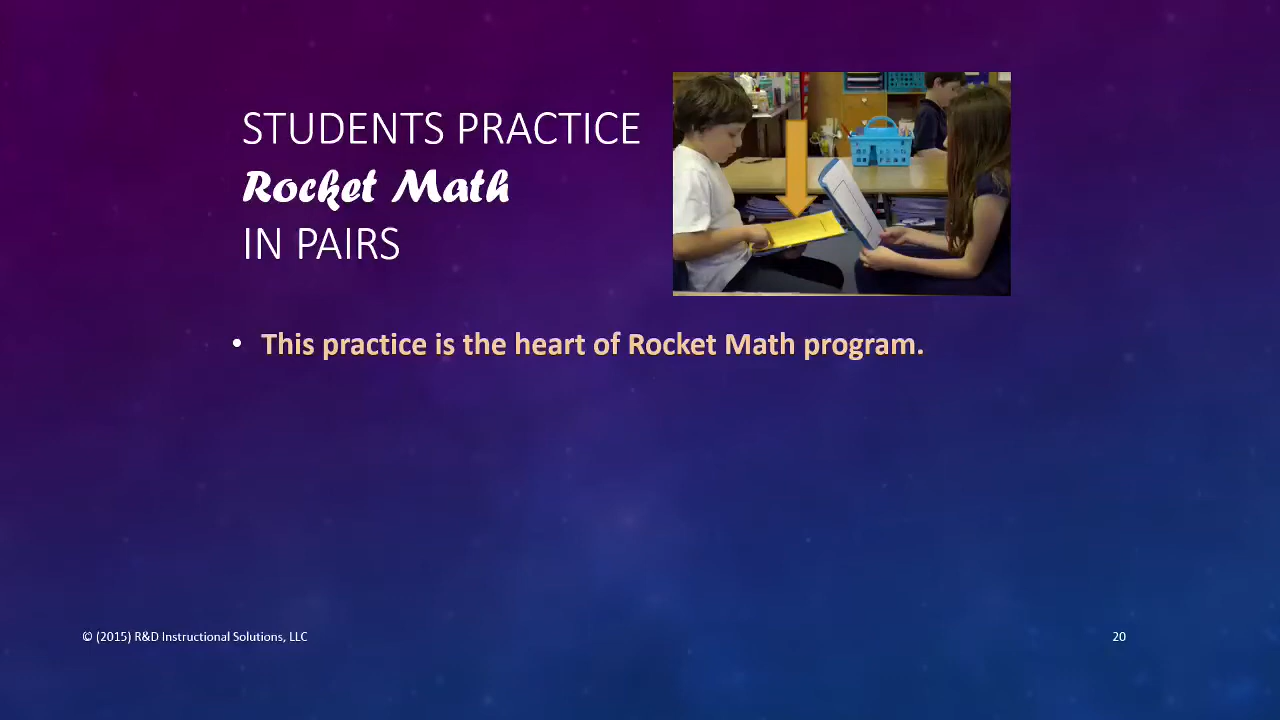 STUDENTS PRACTICE
Rocket Math
IN PAIRS
• This practice is the heart of Rocket Math program.
© (2015) R&D Instructional Solutions, LLC
20